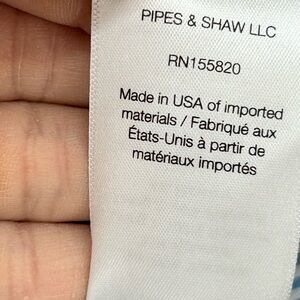 PIPES & SHAW LLC
RN155820
Made in USA of imported
materials / Fabriqué aux
États-Unis à partir de
matériaux importés